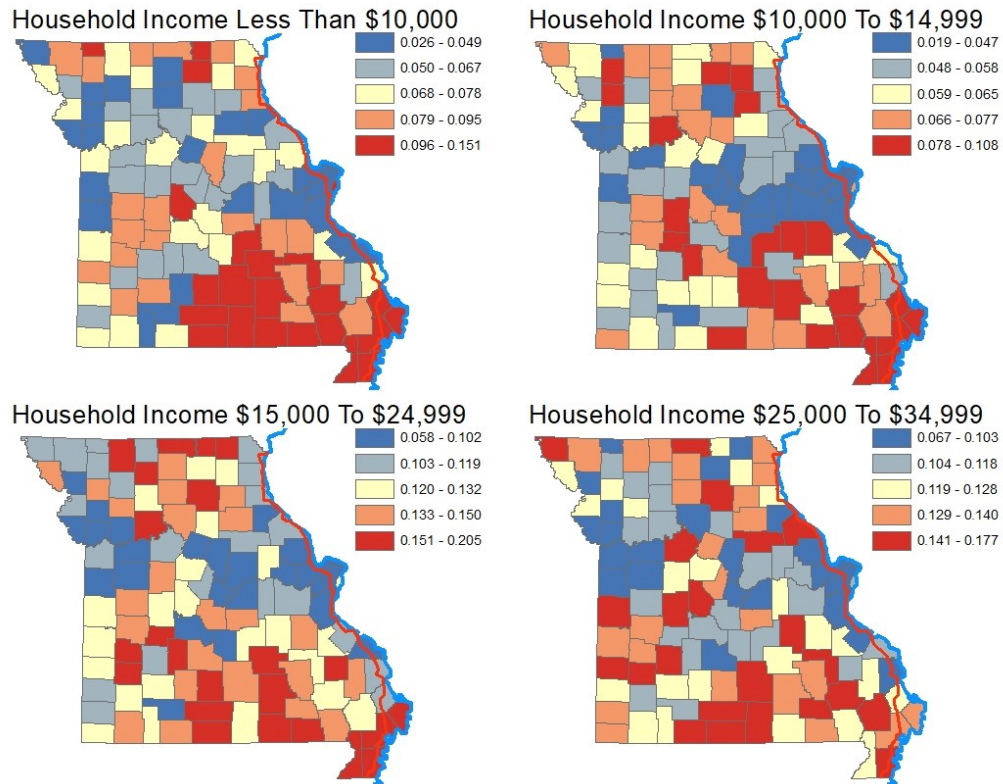 Household Income Less Than $10,000
0.026 - 0.049
0.050 - 0.067
0.068 - 0.078
0.079 - 0.095
0.096 - 0.151
Household Income $10,000 To $14,999
0.019 - 0.047
0.048 - 0.058
0.059 - 0.065
0.066 - 0.077
0.078 - 0.108
Household Income $15,000 To $24,999
0.058 - 0.102
0.103 - 0.119
0.120 - 0.132
0.133 - 0.150
0.151 - 0.205
Household Income $25,000 To $34,999
0.067 - 0.103
0.104 - 0.118
0.119 - 0.128
0.129 - 0.140
0.141 - 0.177